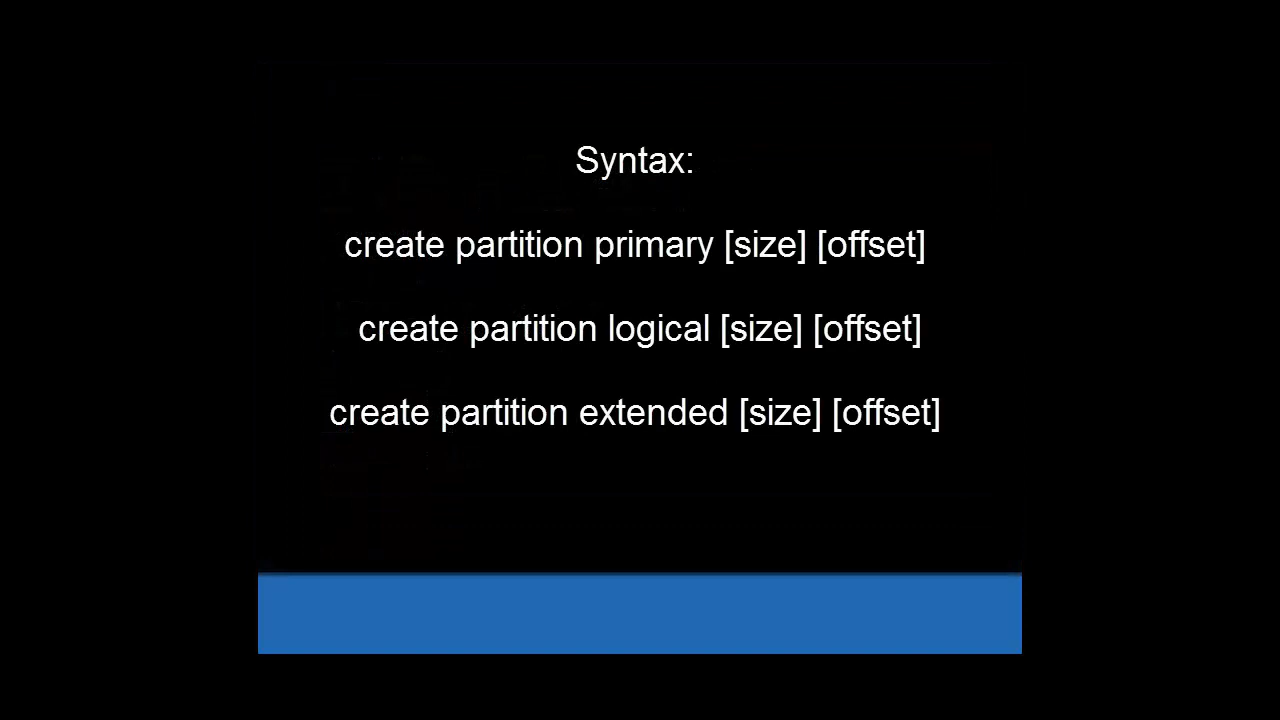 Syntax:
create partition primary [size] [offset]
create partition logical [size] [offset]
create partition extended [size] [offset]